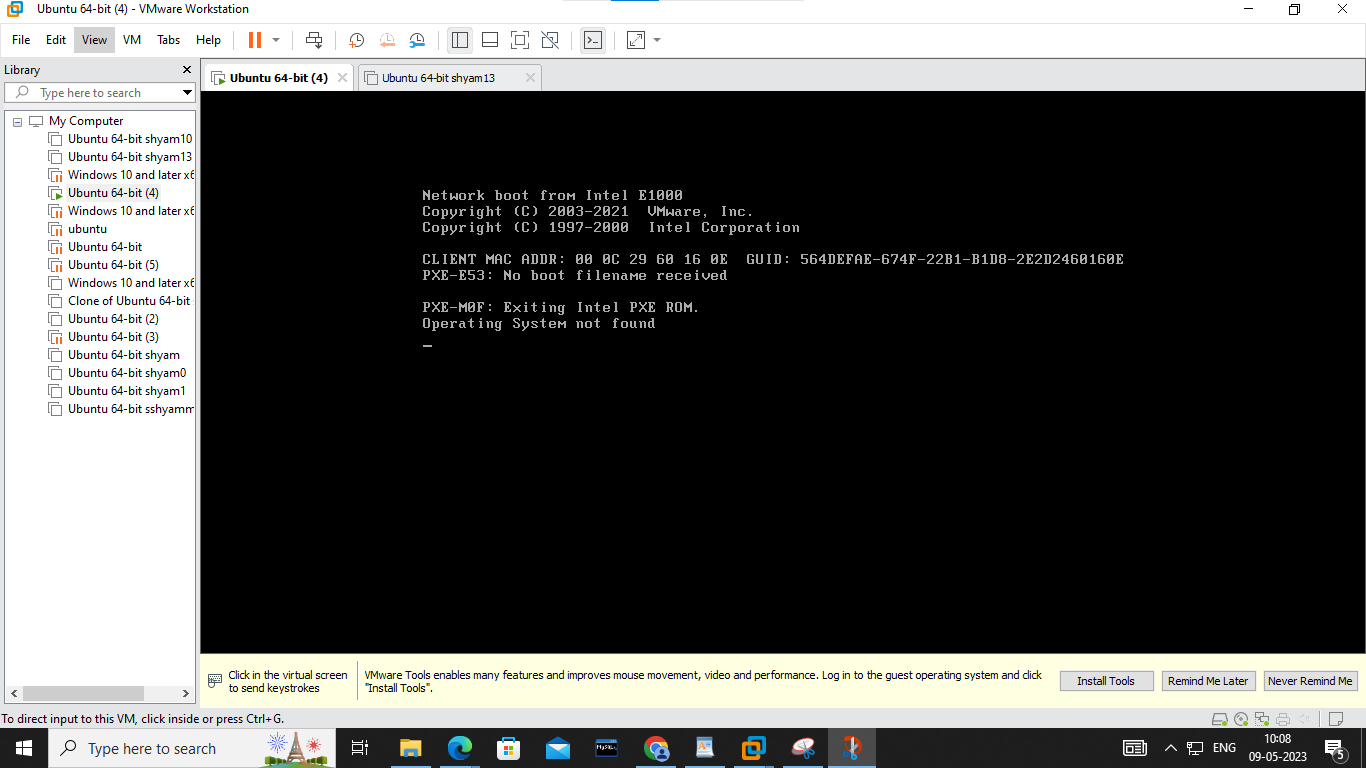 Ubuntu 64-bit (4) - VMware Workstation
File Edit View VM Tabs Help
Library
Type here to search
My Computer
Ubuntu 64-bit shyam10
Ubuntu 64-bit shyam13
Windows 10 and later x6
Ubuntu 64-bit (4)
Windows 10 and later x6
ubuntu
Ubuntu 64-bit
Ubuntu 64-bit (5)
Windows 10 and later x6
Clone of Ubuntu 64-bit
Ubuntu 64-bit (2)
Ubuntu 64-bit (3)
Ubuntu 64-bit shyam
Ubuntu 64-bit shyam0
Ubuntu 64-bit shyam1
Ubuntu 64-bit sshyamm
Ubuntu 64-bit (4) Ubuntu 64-bit shyam13
Network boot from Intel E1000
Copyright (C) 2003-2021 VMware, Inc.
Copyright (C) 1997-2000 Intel Corporation
CLIENT MAC ADDR: 00 0C 29 60 16 0E GUID: 564DEFAE-674F-22B1-B1D8-2E2D2460160E
PXE-E53: No boot filename received
PXE-M0F: Exiting Intel PXE ROM.
Operating System not found
Click in the virtual screen
to send keystrokes
VMware Tools enables many features and improves mouse movement, video and performance. Log in to the guest operating system and click
"Install Tools".
Install Tools Remind Me Later Never Remind Me
To direct input to this VM, click inside or press Ctrl+G.
Type here to search
MySQL
ENG
10:08
09-05-2023
5